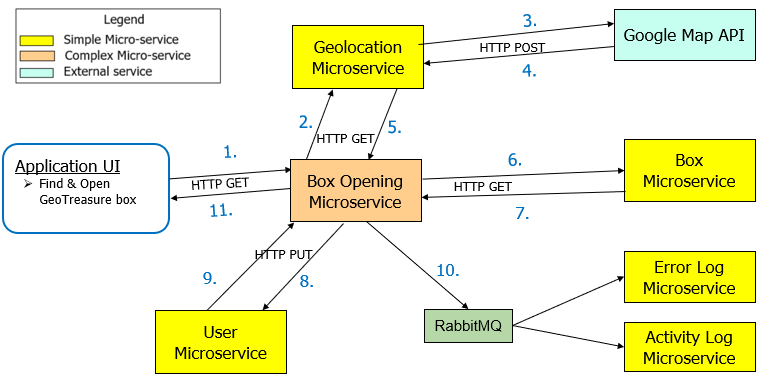 Legend
Simple Micro-service
Complex Micro-service
External service
Geolocation
Microservice
3.
HTTP POST
4.
Google Map API
2.
HTTP GET
5.
Application UI
➢ Find & Open
GeoTreasure box
1.
HTTP GET
11.
Box Opening
Microservice
6.
HTTP GET
7.
Box
Microservice
9.
HTTP PUT
8.
10.
User
Microservice
RabbitMQ
Error Log
Microservice
Activity Log
Microservice